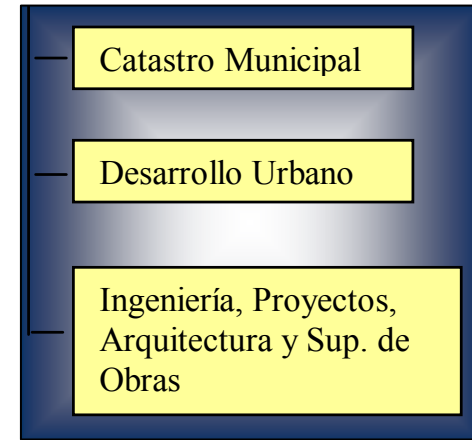 Catastro Municipal
Desarrollo Urbano
Ingeniería, Proyectos,
Arquitectura y Sup. de
Obras